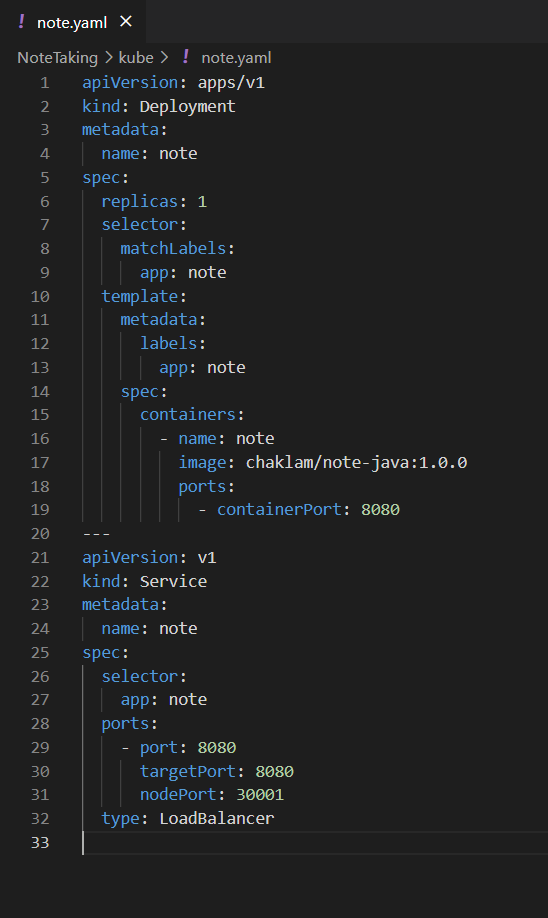 ! note.yaml ×
NoteTaking > kube > ! note.yaml
1 apiVersion: apps/v1
2 kind: Deployment
3 metadata:
4   name: note
5 spec:
6   replicas: 1
7   selector:
8     matchLabels:
9       app: note
10   template:
11     metadata:
12       labels:
13         app: note
14     spec:
15       containers:
16         - name: note
17           image: chaklam/note-java:1.0.0
18           ports:
19             - containerPort: 8080
20 ---
21 apiVersion: v1
22 kind: Service
23 metadata:
24   name: note
25 spec:
26   selector:
27     app: note
28   ports:
29     - port: 8080
30       targetPort: 8080
31       nodePort: 30001
32   type: LoadBalancer
33